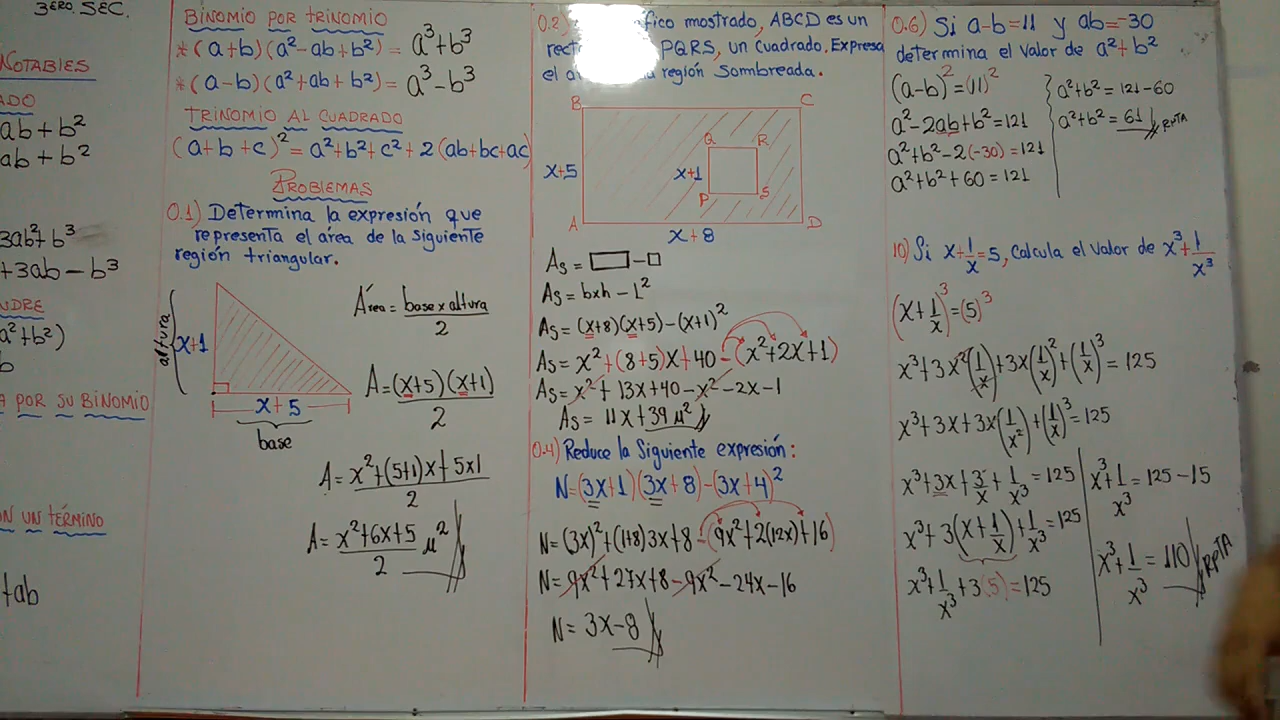 3ERO. SEC.
NOTABLES
ADO
ab + b²
ab + b²
3ab² + b³
+3ab - b³
NDRE
a² + b²)
b
A POR SU BINOMIO
ON UN TÉRMINO
+ab
BINOMIO POR TRINOMIO
*(a+b)(a²-ab+b²) = a³+b³
*(a-b)(a²+ab+b²) = a³-b³
TRINOMIO AL CUADRADO
(a+b+c)² = a²+b²+c²+2(ab+bc+ac)
PROBLEMAS
0.1) Determina la expresión que
representa el área de la siguiente
región triangular.
altura
x+1
x+5
base
Área = base x altura / 2
A = (x+5)(x+1) / 2
A = x²+(5+1)x+5x1 / 2
A = x²+6x+5 / 2 μ²
0.2) fico mostrado, ABCD es un
rect PQRS, un cuadrado. Expresa
el a región sombreada.
B C
Q R
x+5 x+1
P S
A D
x+8
As = ▭ - □
As = bxh - L²
As = (x+8)(x+5) - (x+1)²
As = x²+(8+5)x+40 - (x²+2x+1)
As = x²+13x+40-x²-2x-1
As = 11x+39 μ²
0.4) Reduce la siguiente expresión:
N = (3x+1)(3x+8)-(3x+4)²
N = (3x)²+(1+8)3x+8-(9x²+2(12x)+16)
N = 9x²+27x+8-9x²-24x-16
N = 3x-8
0.6) Si a-b=11 y ab=-30
determina el valor de a²+b²
(a-b)² = (11)²
a²-2ab+b² = 121
a²+b²-2(-30) = 121
a²+b²+60 = 121
a²+b² = 121-60
a²+b² = 61 RPTA
10) Si x+1/x=5, calcula el valor de x³+1/x³
(x+1/x)³ = (5)³
x³+3x²(1/x)+3x(1/x)²+(1/x)³ = 125
x³+3x+3x(1/x²)+(1/x)³ = 125
x³+3x+3/x+1/x³ = 125
x³+3(x+1/x)+1/x³ = 125
x³+1/x³+3(5) = 125
x³+1/x³ = 125-15
x³+1/x³ = 110 RPTA